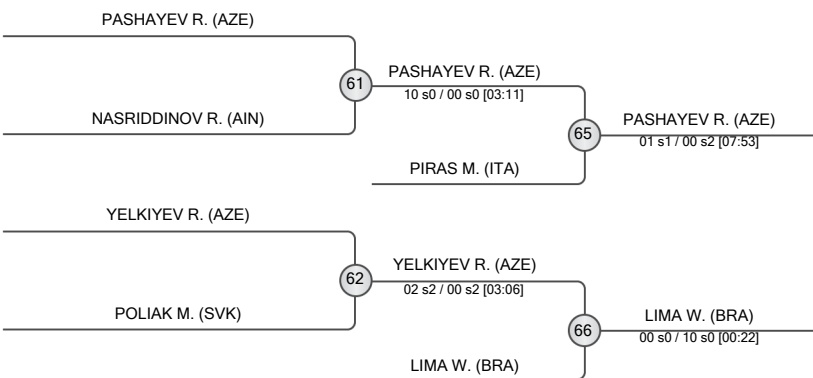 PASHAYEV R. (AZE)
61
PASHAYEV R. (AZE)
10 s0 / 00 s0 [03:11]
NASRIDDINOV R. (AIN)
65
PASHAYEV R. (AZE)
01 s1 / 00 s2 [07:53]
PIRAS M. (ITA)
YELKIYEV R. (AZE)
62
YELKIYEV R. (AZE)
02 s2 / 00 s2 [03:06]
POLIAK M. (SVK)
66
LIMA W. (BRA)
00 s0 / 10 s0 [00:22]
LIMA W. (BRA)